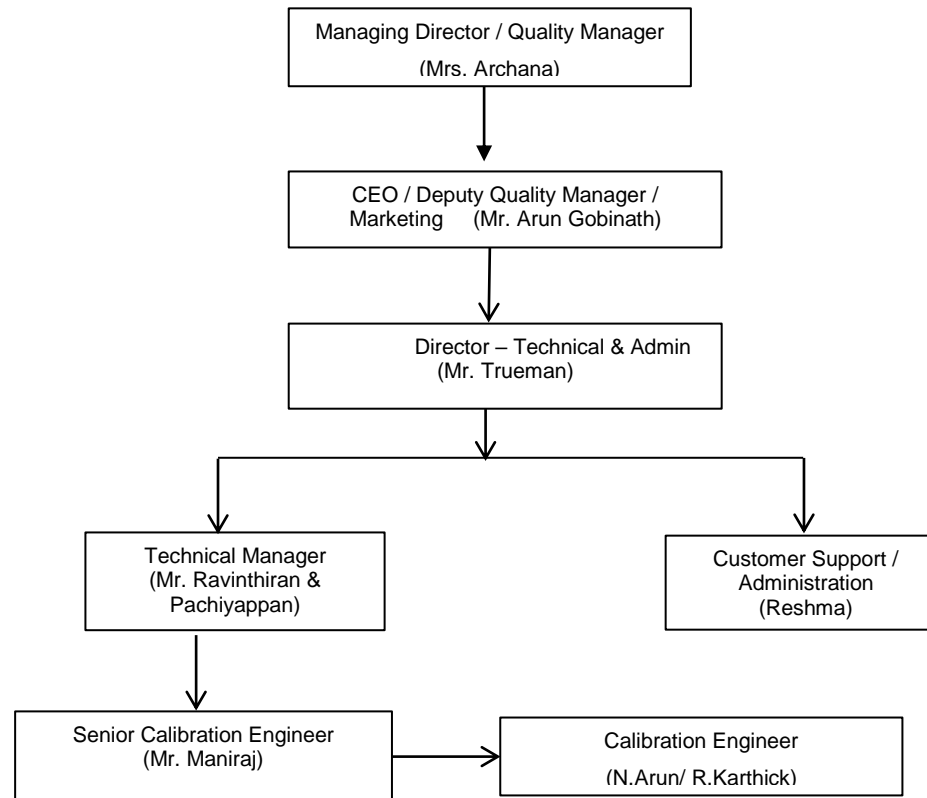 Managing Director / Quality Manager
(Mrs. Archana)
CEO / Deputy Quality Manager /
Marketing (Mr. Arun Gobinath)
Director – Technical & Admin
(Mr. Trueman)
Technical Manager
(Mr. Ravinthiran &
Pachiyappan)
Customer Support /
Administration
(Reshma)
Senior Calibration Engineer
(Mr. Maniraj)
Calibration Engineer
(N.Arun/ R.Karthick)